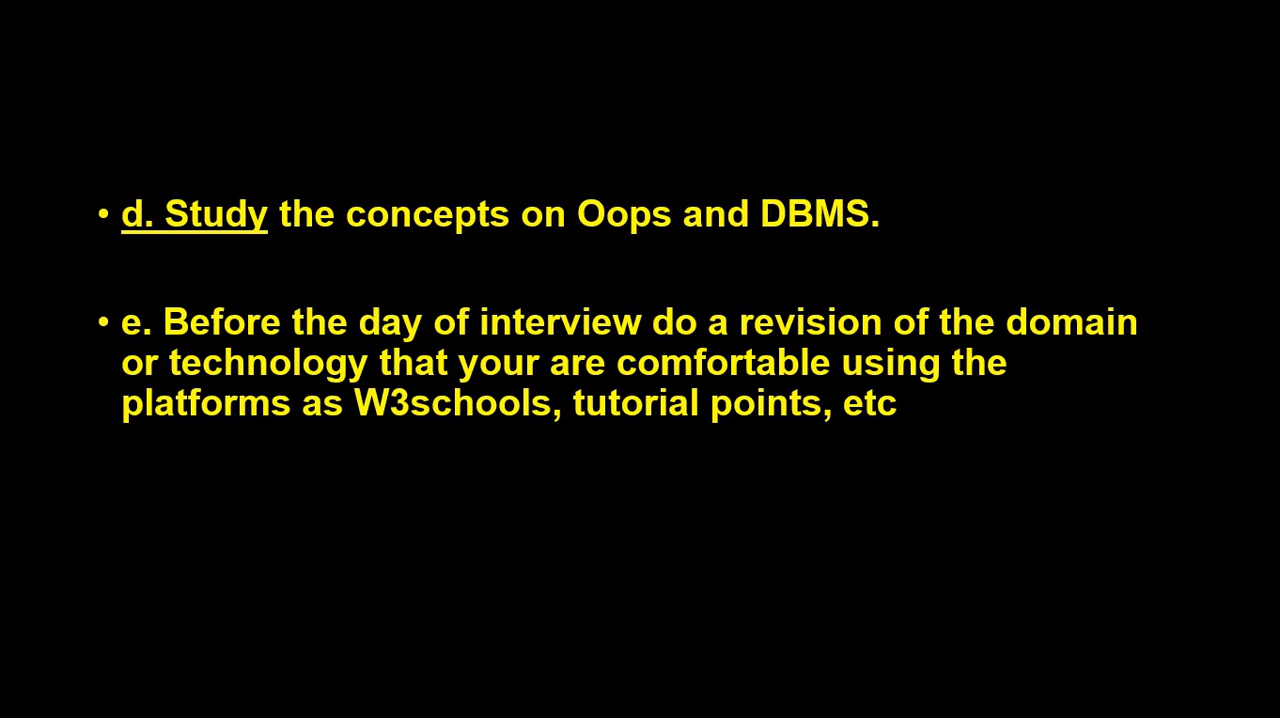 • d. Study the concepts on Oops and DBMS.
• e. Before the day of interview do a revision of the domain
or technology that your are comfortable using the
platforms as W3schools, tutorial points, etc